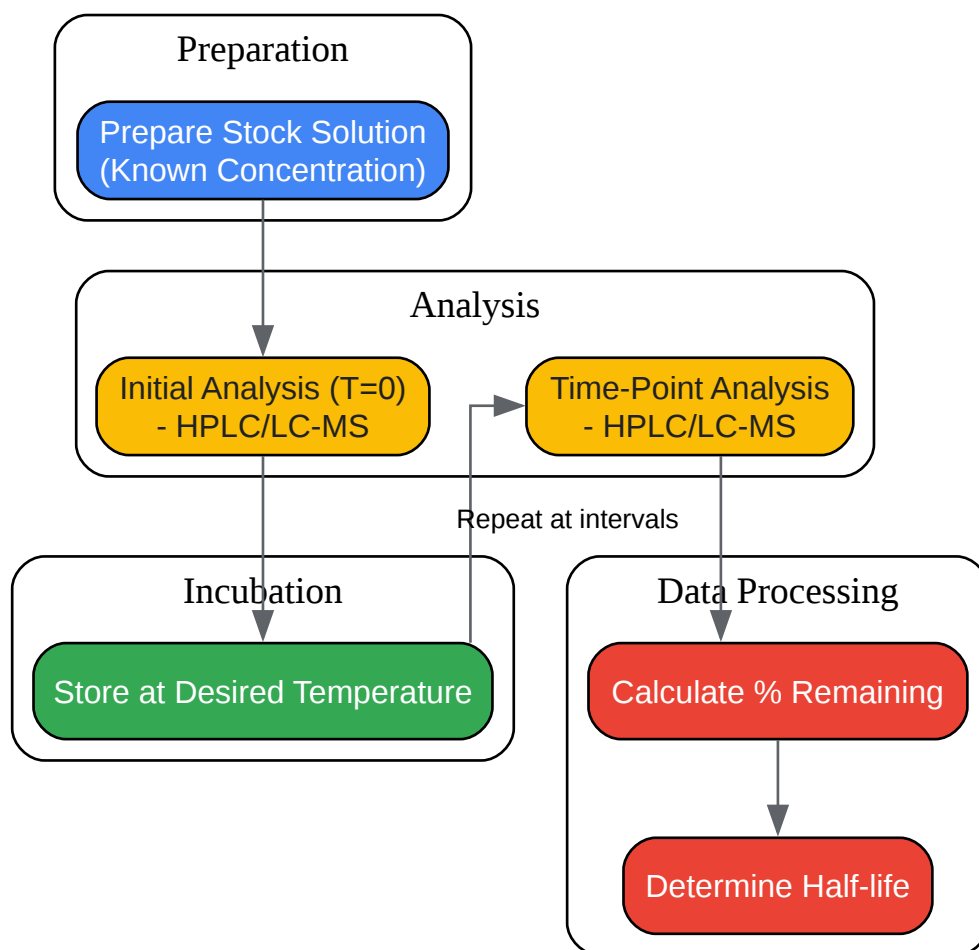 Preparation
Prepare Stock Solution
(Known Concentration)
Analysis
Initial Analysis (T=0)
- HPLC/LC-MS
Time-Point Analysis
- HPLC/LC-MS
Repeat at intervals
Incubation
Store at Desired Temperature
Data Processing
Calculate % Remaining
Determine Half-life